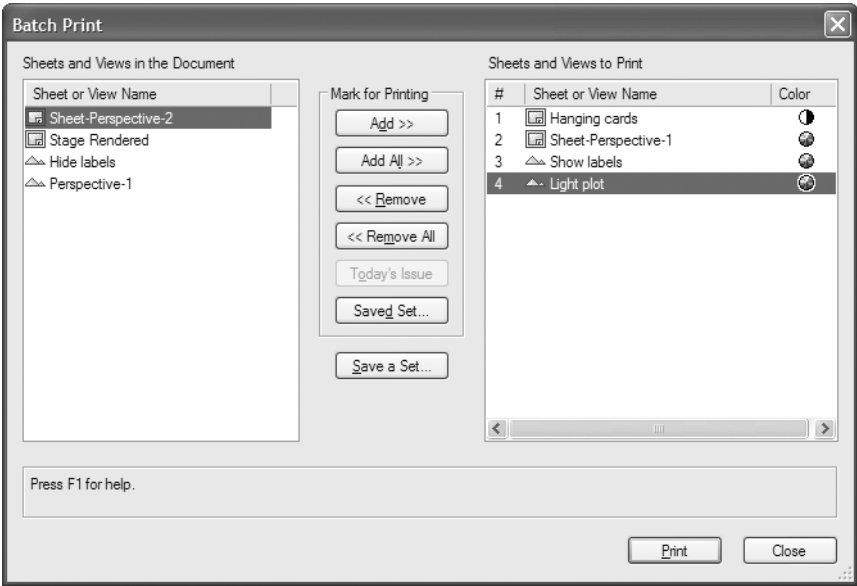 Batch Print
Sheets and Views in the Document
Sheet or View Name
Sheet-Perspective-2
Stage Rendered
Hide labels
Perspective-1
Mark for Printing
Add >>
Add All >>
<< Remove
<< Remove All
Today's Issue
Saved Set...
Save a Set...
Sheets and Views to Print
# Sheet or View Name Color
1 Hanging cards
2 Sheet-Perspective-1
3 Show labels
4 Light plot
Press F1 for help.
Print Close